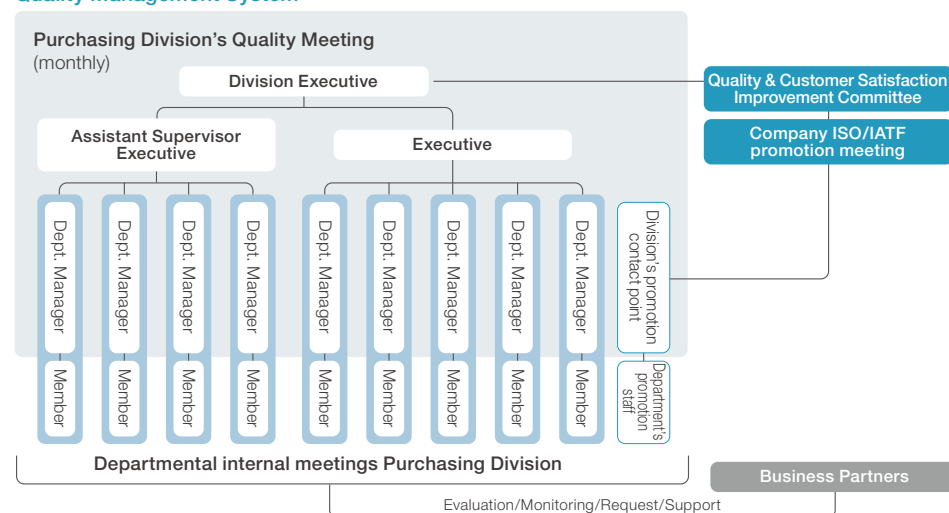 Quality Management System
Purchasing Division's Quality Meeting
(monthly)
Division Executive
Quality & Customer Satisfaction
Improvement Committee
Assistant Supervisor
Executive
Executive
Company ISO/IATF
promotion meeting
Dept. Manager
Dept. Manager
Dept. Manager
Dept. Manager
Dept. Manager
Dept. Manager
Dept. Manager
Dept. Manager
Dept. Manager
Division's promotion
contact point
Member
Member
Member
Member
Member
Member
Member
Member
Member
Department's
promotion
staff
Departmental internal meetings Purchasing Division
Business Partners
Evaluation/Monitoring/Request/Support